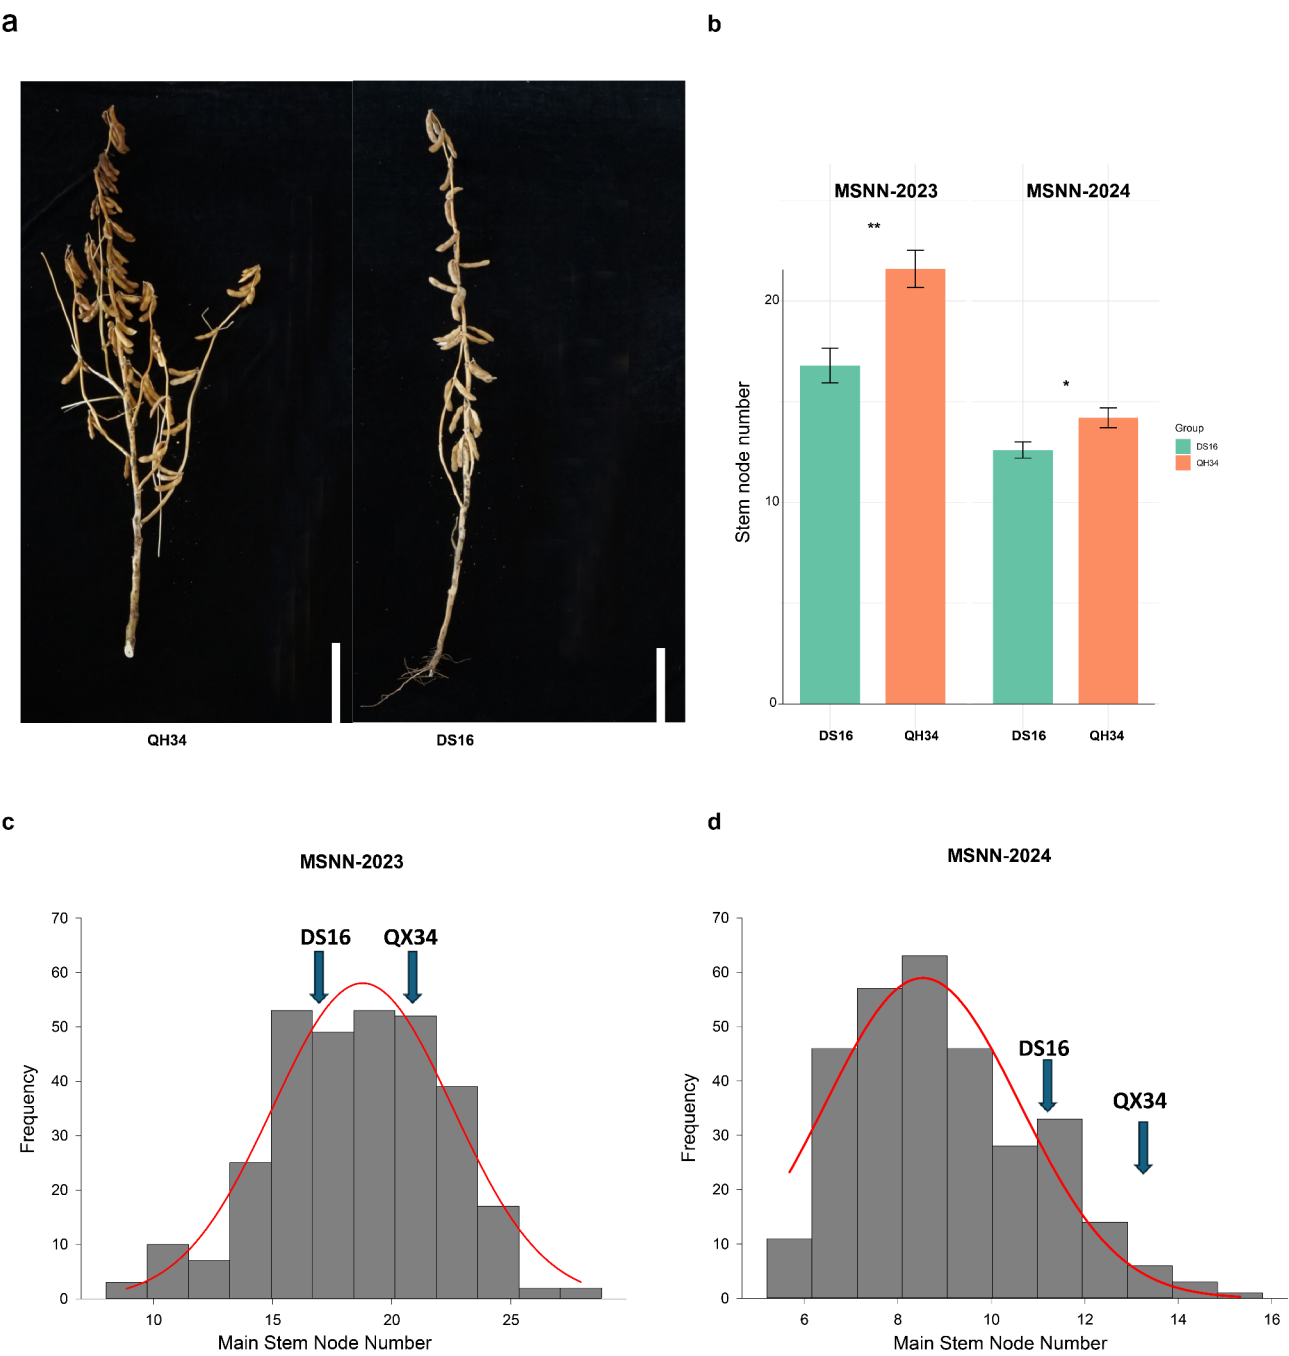 a
QH34
DS16
b
MSNN-2023
MSNN-2024
**
*
20
10
0
Stem node number
DS16
QH34
DS16
QH34
Group
DS16
QH34
c
MSNN-2023
DS16
QX34
70
60
50
40
30
20
10
0
Frequency
10
15
20
25
Main Stem Node Number
d
MSNN-2024
DS16
QX34
70
60
50
40
30
20
10
0
Frequency
6
8
10
12
14
16
Main Stem Node Number